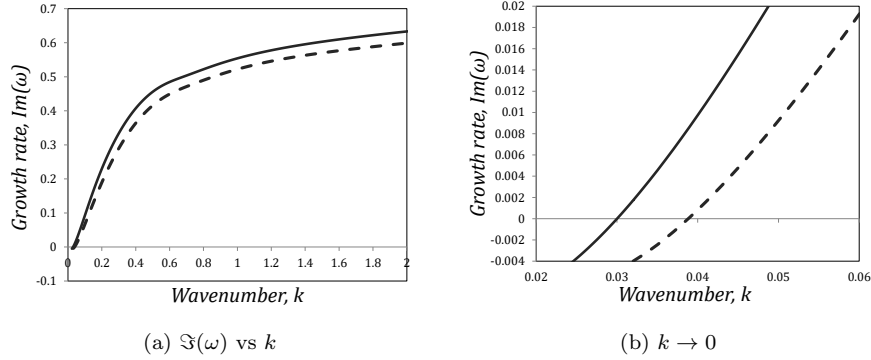 0.7
0.6
0.5
0.4
0.3
0.2
0.1
0
-0.1
Growth rate, Im(ω)
0 0.2 0.4 0.6 0.8 1 1.2 1.4 1.6 1.8 2
Wavenumber, k
(a) ℑ(ω) vs k
0.02
0.018
0.016
0.014
0.012
0.01
0.008
0.006
0.004
0.002
0
-0.002
-0.004
Growth rate, Im(ω)
0.02 0.03 0.04 0.05 0.06
Wavenumber, k
(b) k → 0